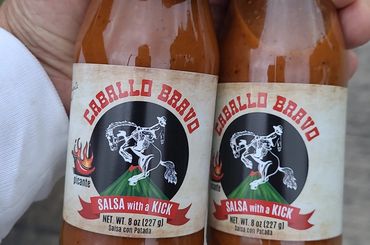 CABALLO BRAVO
picante
SALSA with a KICK
NET. WT. 8 oz (227 g)
Salsa con Patada
CABALLO BRAVO
picante
SALSA with a KICK
NET. WT. 8 oz (227 g)
Salsa con Patada